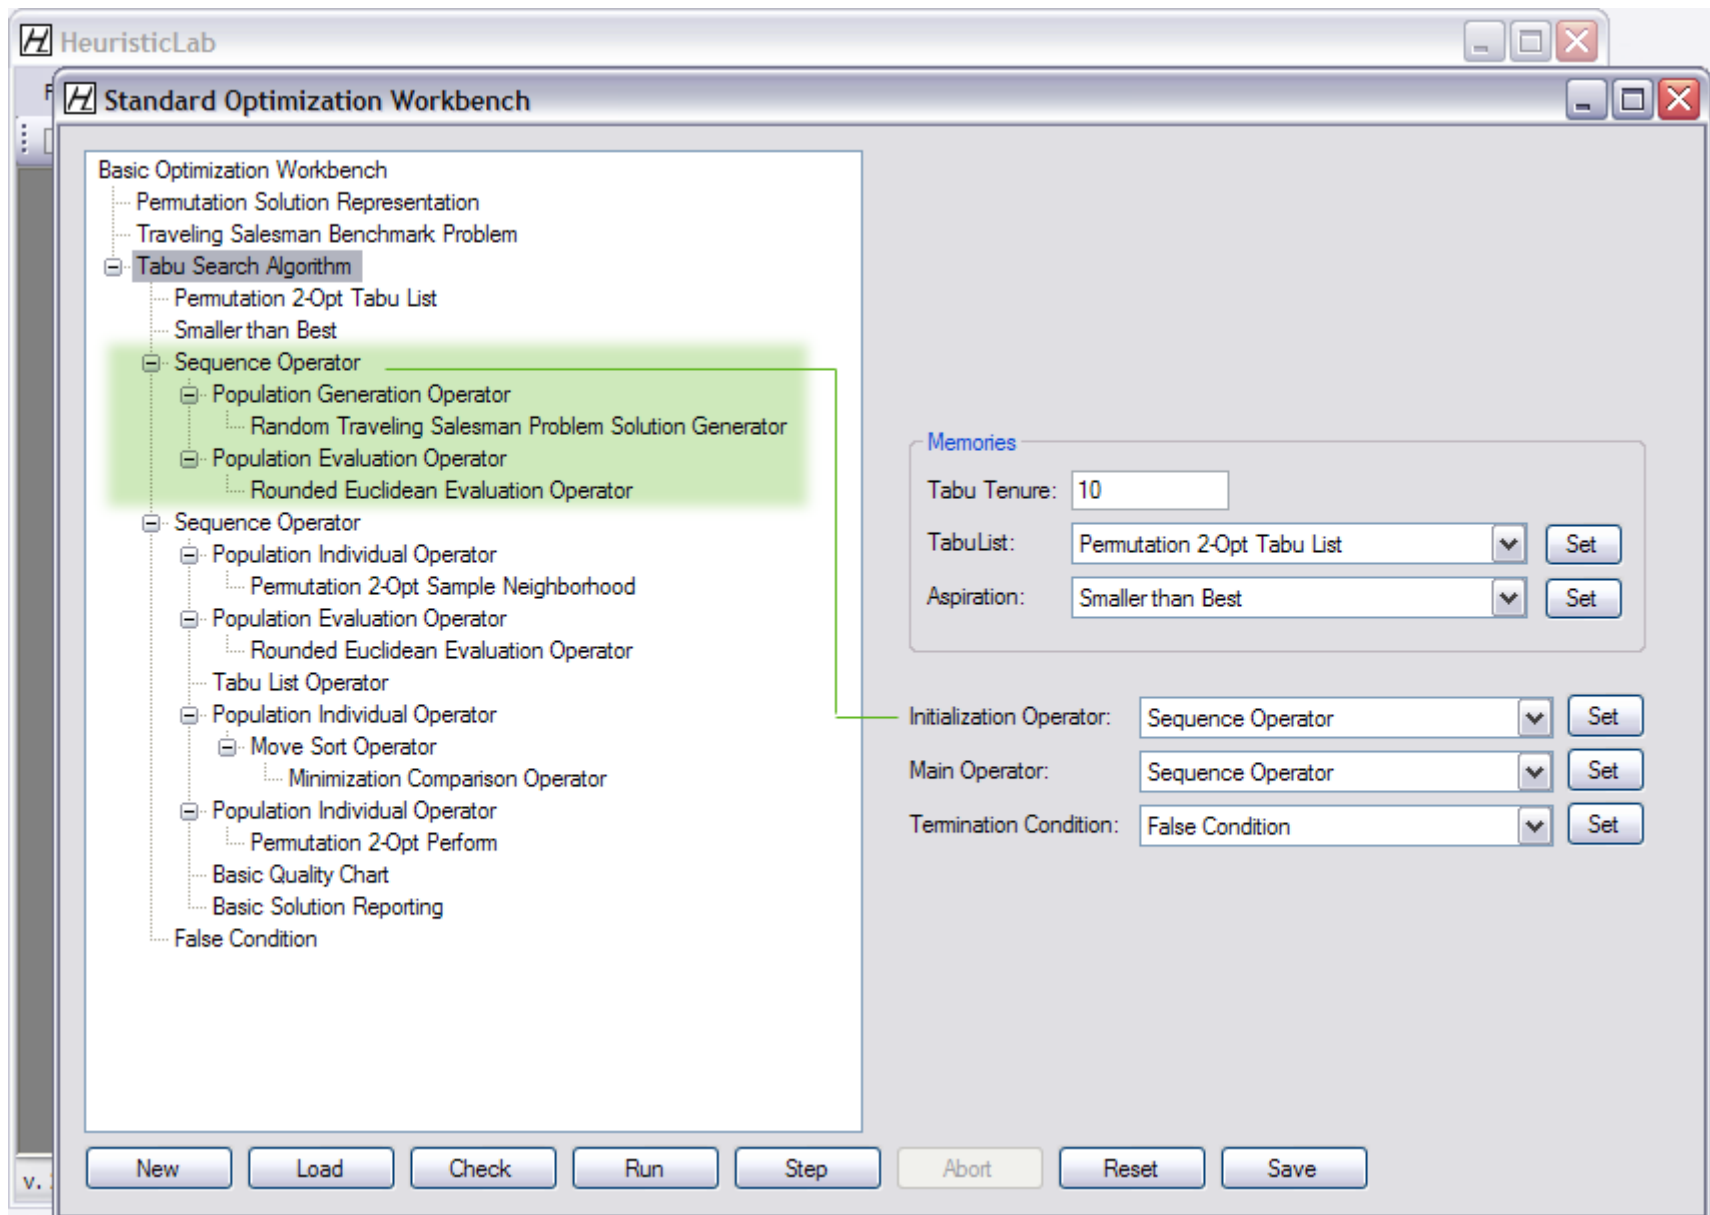 HeuristicLab
F
Standard Optimization Workbench
Basic Optimization Workbench
Permutation Solution Representation
Traveling Salesman Benchmark Problem
Tabu Search Algorithm
Permutation 2-Opt Tabu List
Smaller than Best
Sequence Operator
Population Generation Operator
Random Traveling Salesman Problem Solution Generator
Population Evaluation Operator
Rounded Euclidean Evaluation Operator
Sequence Operator
Population Individual Operator
Permutation 2-Opt Sample Neighborhood
Population Evaluation Operator
Rounded Euclidean Evaluation Operator
Tabu List Operator
Population Individual Operator
Move Sort Operator
Minimization Comparison Operator
Population Individual Operator
Permutation 2-Opt Perform
Basic Quality Chart
Basic Solution Reporting
False Condition
Memories
Tabu Tenure: 10
TabuList: Permutation 2-Opt Tabu List Set
Aspiration: Smaller than Best Set
Initialization Operator: Sequence Operator Set
Main Operator: Sequence Operator Set
Termination Condition: False Condition Set
New Load Check Run Step Abort Reset Save
v.